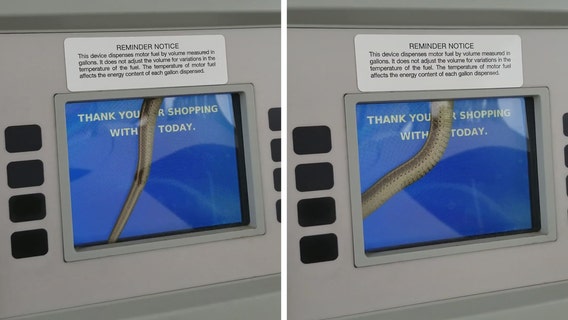 REMINDER NOTICE
This device dispenses motor fuel by volume measured in
gallons. It does not adjust the volume for variations in the
temperature of the fuel. The temperature of motor fuel
affects the energy content of each gallon dispensed.
THANK YOU R SHOPPING
WITH TODAY.
REMINDER NOTICE
This device dispenses motor fuel by volume measured in
gallons. It does not adjust the volume for variations in the
temperature of the fuel. The temperature of motor fuel
affects the energy content of each gallon dispensed.
THANK YOU SHOPPING
WITH TODAY.